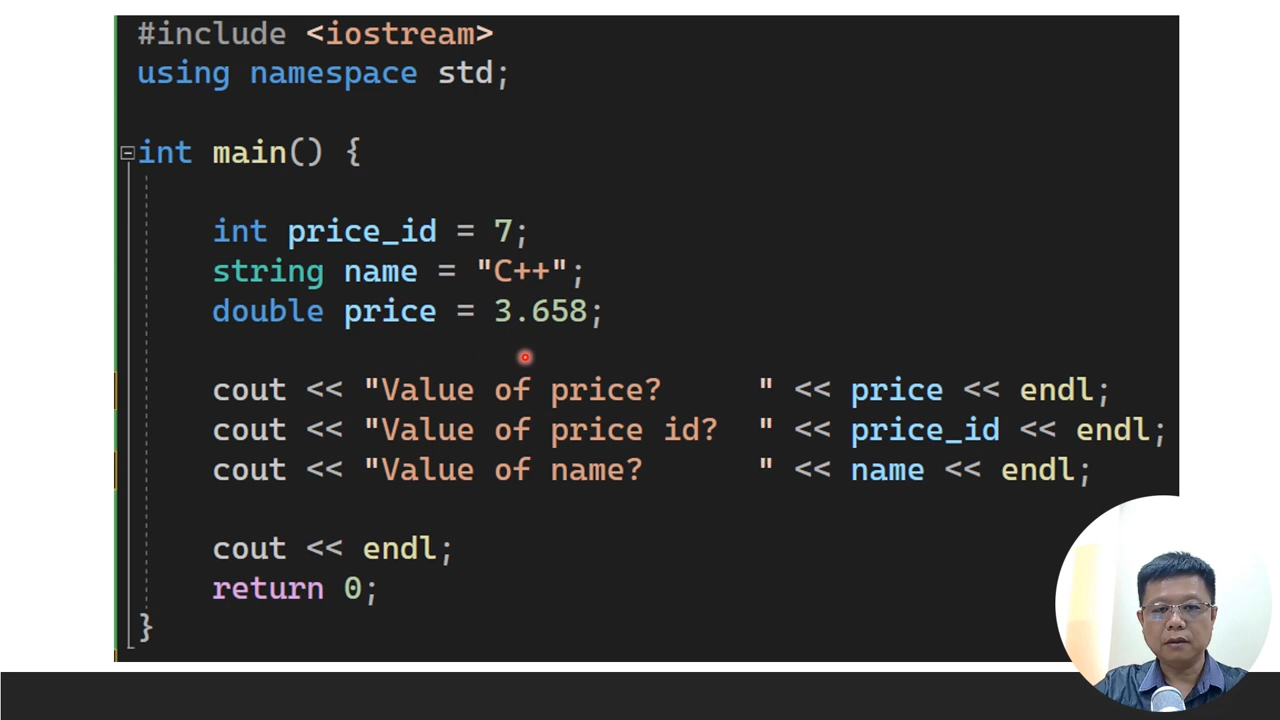 #include <iostream>
using namespace std;
int main() {
int price_id = 7;
string name = "C++";
double price = 3.658;
cout << "Value of price?     " << price << endl;
cout << "Value of price id?  " << price_id << endl;
cout << "Value of name?      " << name << endl;
cout << endl;
return 0;
}